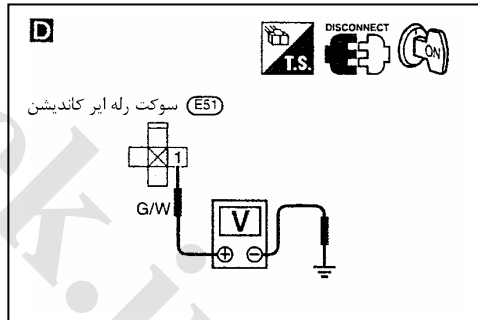 D
DISCONNECT
T.S.
ON
سوکت رله ایر کاندیشن (E51)
1
G/W
V
+ −